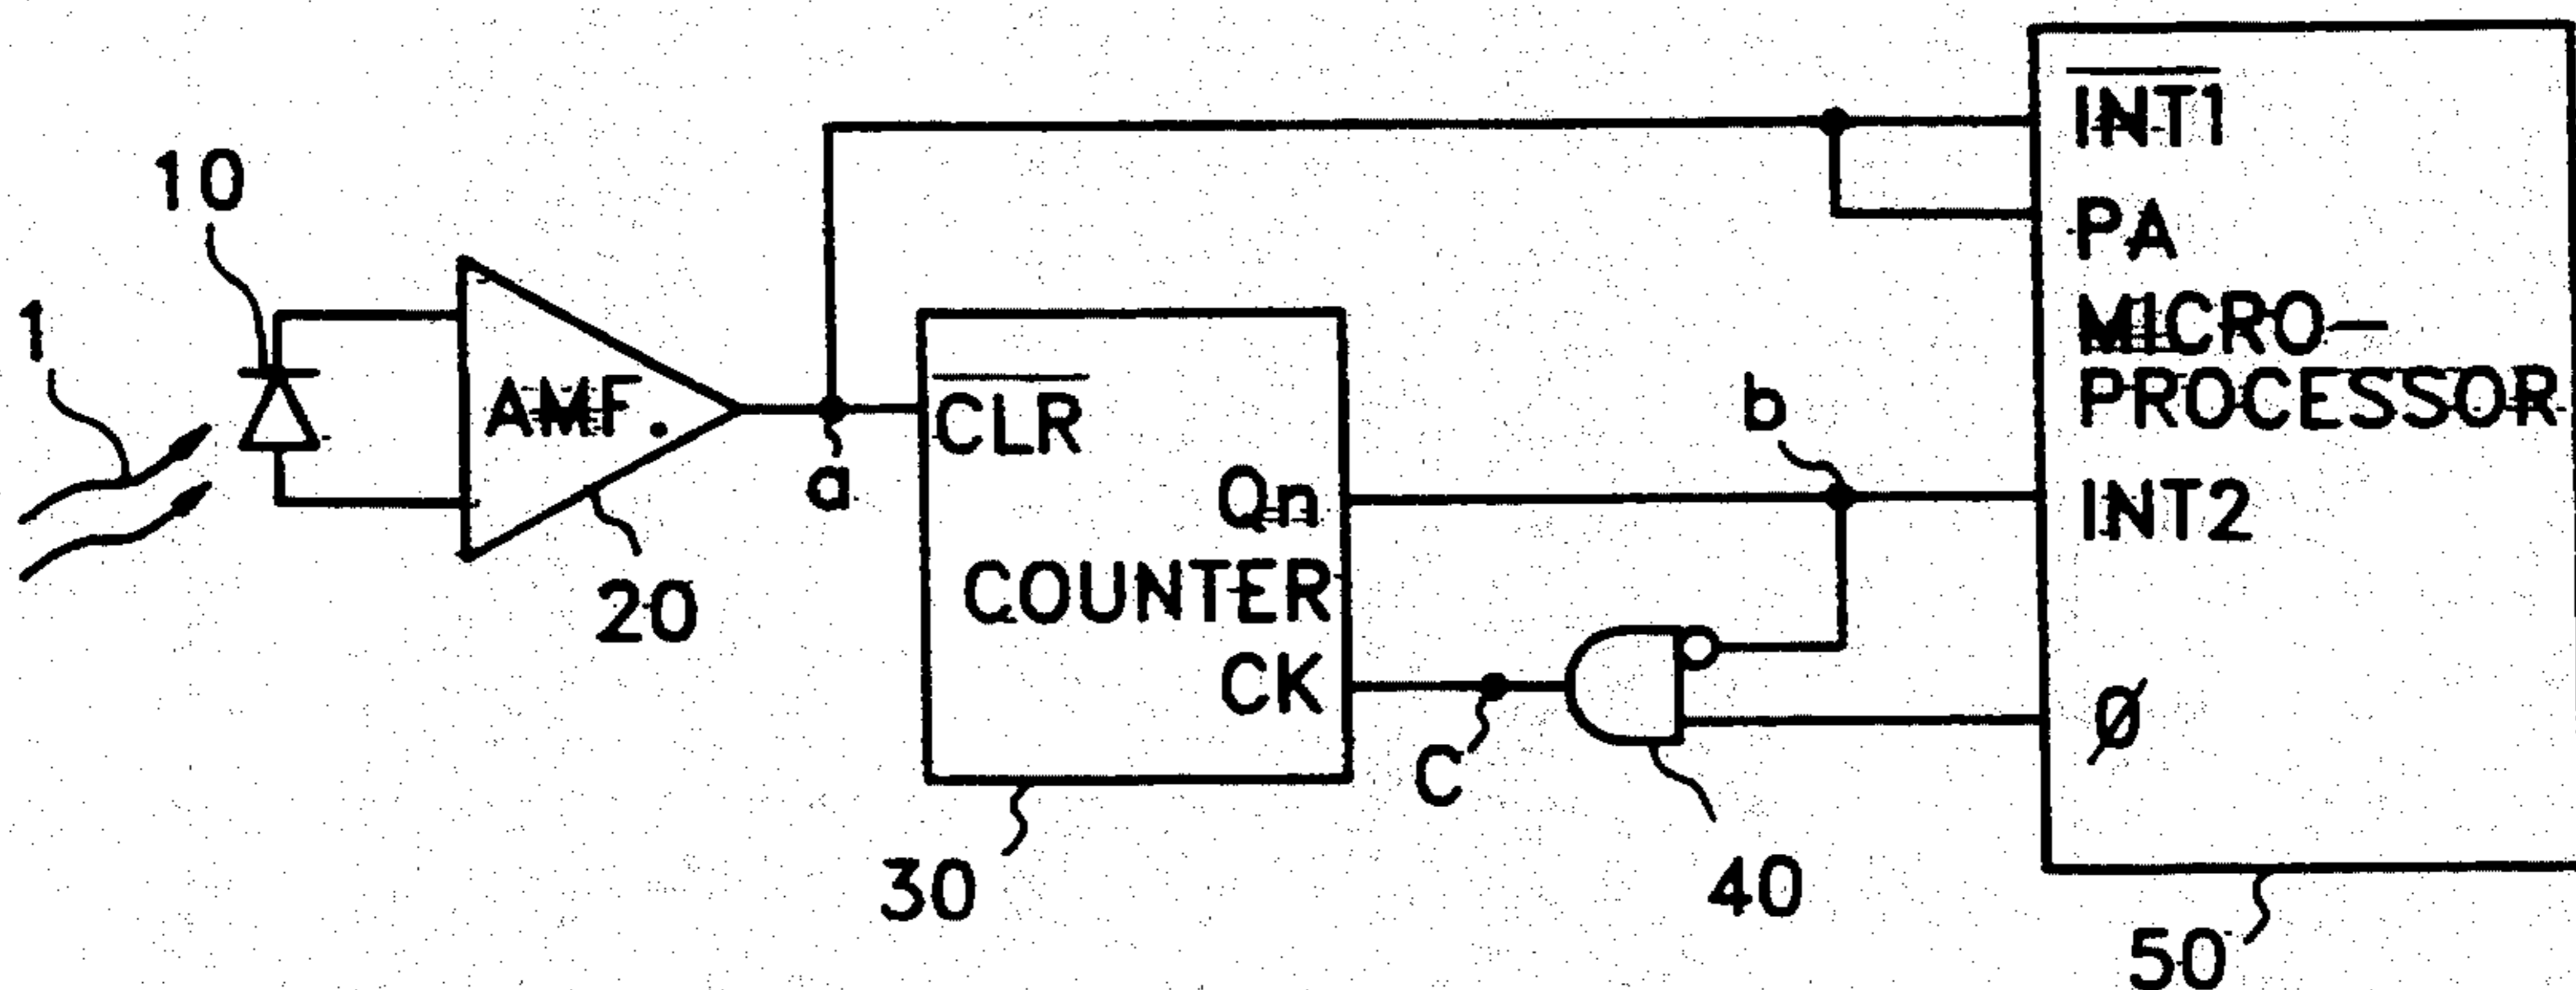 10
1
AMF.
20
a
CLR
Qn
COUNTER
CK
30
C
40
b
INT1
PA
MICRO-
PROCESSOR
INT2
Ø
50